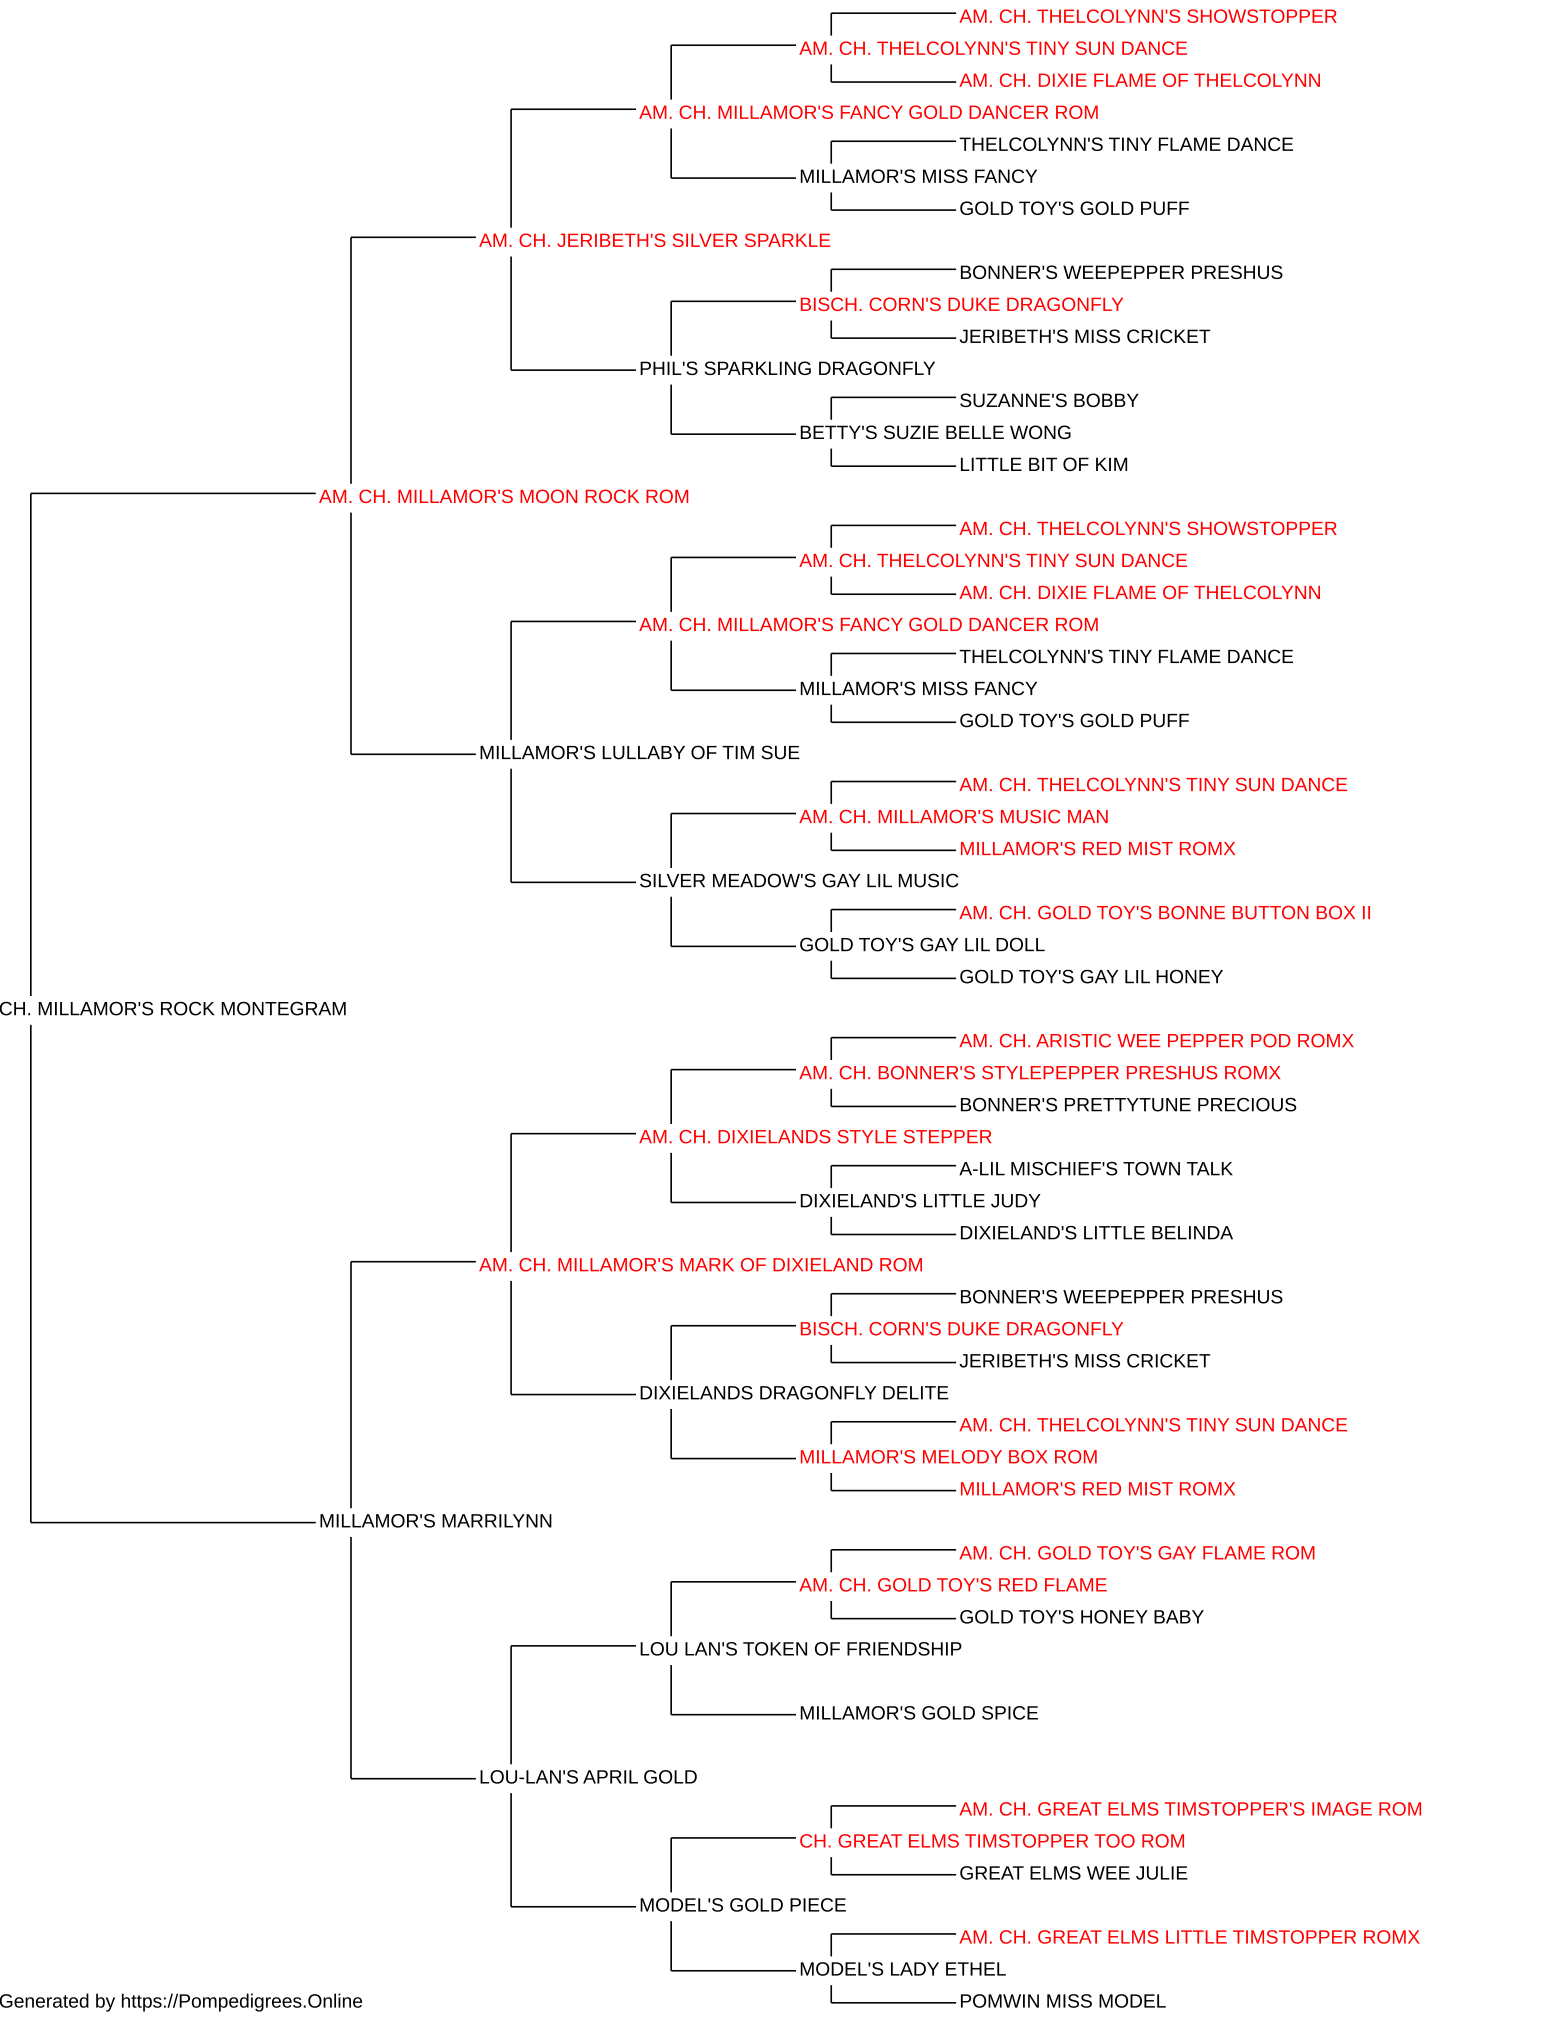 AM. CH. THELCOLYNN'S SHOWSTOPPER
AM. CH. THELCOLYNN'S TINY SUN DANCE
AM. CH. DIXIE FLAME OF THELCOLYNN
AM. CH. MILLAMOR'S FANCY GOLD DANCER ROM
THELCOLYNN'S TINY FLAME DANCE
MILLAMOR'S MISS FANCY
GOLD TOY'S GOLD PUFF
AM. CH. JERIBETH'S SILVER SPARKLE
BONNER'S WEEPEPPER PRESHUS
BISCH. CORN'S DUKE DRAGONFLY
JERIBETH'S MISS CRICKET
PHIL'S SPARKLING DRAGONFLY
SUZANNE'S BOBBY
BETTY'S SUZIE BELLE WONG
LITTLE BIT OF KIM
AM. CH. MILLAMOR'S MOON ROCK ROM
AM. CH. THELCOLYNN'S SHOWSTOPPER
AM. CH. THELCOLYNN'S TINY SUN DANCE
AM. CH. DIXIE FLAME OF THELCOLYNN
AM. CH. MILLAMOR'S FANCY GOLD DANCER ROM
THELCOLYNN'S TINY FLAME DANCE
MILLAMOR'S MISS FANCY
GOLD TOY'S GOLD PUFF
MILLAMOR'S LULLABY OF TIM SUE
AM. CH. THELCOLYNN'S TINY SUN DANCE
AM. CH. MILLAMOR'S MUSIC MAN
MILLAMOR'S RED MIST ROMX
SILVER MEADOW'S GAY LIL MUSIC
AM. CH. GOLD TOY'S BONNE BUTTON BOX II
GOLD TOY'S GAY LIL DOLL
GOLD TOY'S GAY LIL HONEY
CH. MILLAMOR'S ROCK MONTEGRAM
AM. CH. ARISTIC WEE PEPPER POD ROMX
AM. CH. BONNER'S STYLEPEPPER PRESHUS ROMX
BONNER'S PRETTYTUNE PRECIOUS
AM. CH. DIXIELANDS STYLE STEPPER
A-LIL MISCHIEF'S TOWN TALK
DIXIELAND'S LITTLE JUDY
DIXIELAND'S LITTLE BELINDA
AM. CH. MILLAMOR'S MARK OF DIXIELAND ROM
BONNER'S WEEPEPPER PRESHUS
BISCH. CORN'S DUKE DRAGONFLY
JERIBETH'S MISS CRICKET
DIXIELANDS DRAGONFLY DELITE
AM. CH. THELCOLYNN'S TINY SUN DANCE
MILLAMOR'S MELODY BOX ROM
MILLAMOR'S RED MIST ROMX
MILLAMOR'S MARRILYNN
AM. CH. GOLD TOY'S GAY FLAME ROM
AM. CH. GOLD TOY'S RED FLAME
GOLD TOY'S HONEY BABY
LOU LAN'S TOKEN OF FRIENDSHIP
MILLAMOR'S GOLD SPICE
LOU-LAN'S APRIL GOLD
AM. CH. GREAT ELMS TIMSTOPPER'S IMAGE ROM
CH. GREAT ELMS TIMSTOPPER TOO ROM
GREAT ELMS WEE JULIE
MODEL'S GOLD PIECE
AM. CH. GREAT ELMS LITTLE TIMSTOPPER ROMX
MODEL'S LADY ETHEL
POMWIN MISS MODEL
Generated by https://Pompedigrees.Online